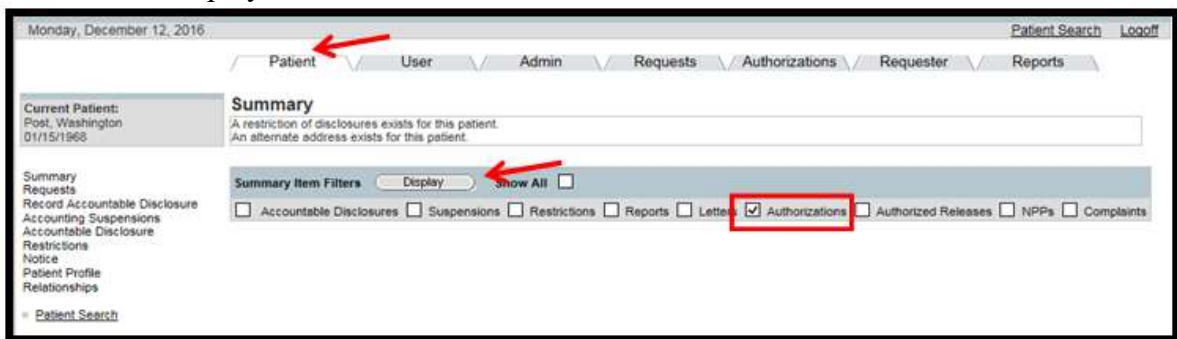 Monday, December 12, 2016 Patient Search Logoff
Patient User Admin Requests Authorizations Requester Reports
Current Patient:
Post, Washington
01/15/1968
Summary
A restriction of disclosures exists for this patient.
An alternate address exists for this patient.
Summary
Requests
Record Accountable Disclosure
Accounting Suspensions
Accountable Disclosure
Restrictions
Notice
Patient Profile
Relationships
Patient Search
Summary Item Filters Display Show All
Accountable Disclosures Suspensions Restrictions Reports Letters Authorizations Authorized Releases NPPs Complaints